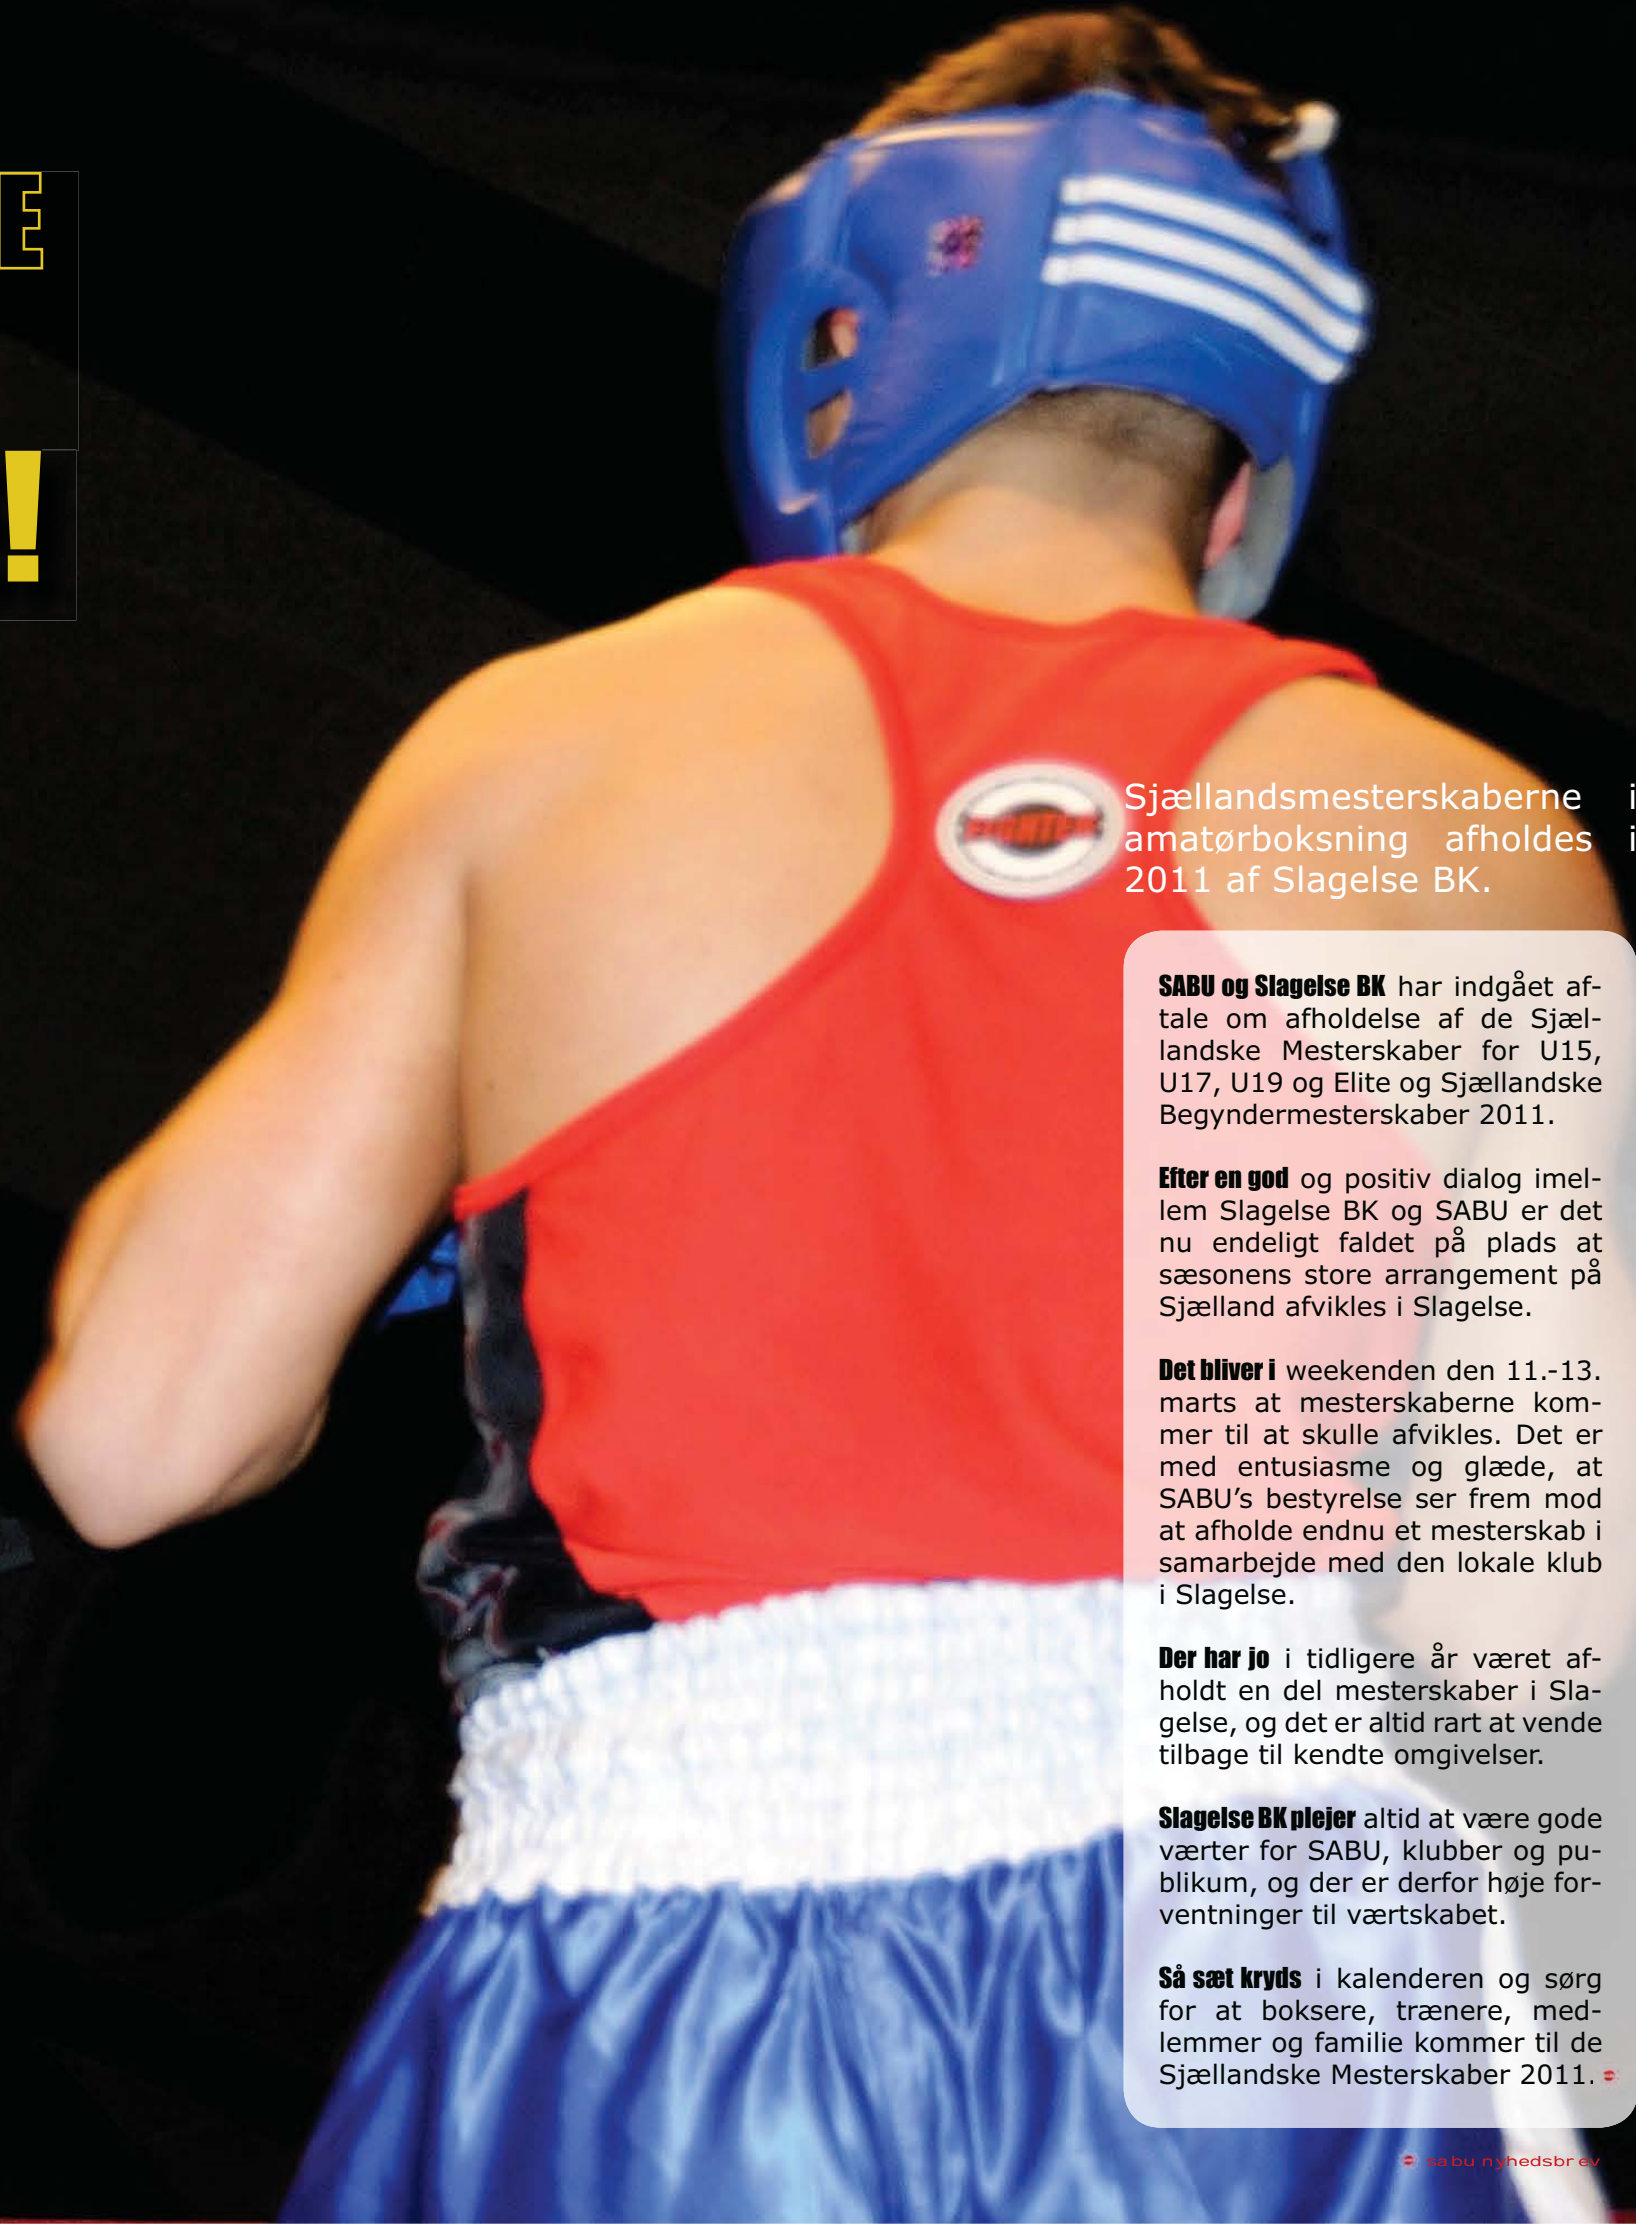 E
!
FIGHTER
Sjællandsmesterskaberne i
amatørboksning afholdes i
2011 af Slagelse BK.
SABU og Slagelse BK har indgået af-
tale om afholdelse af de Sjæl-
landske Mesterskaber for U15,
U17, U19 og Elite og Sjællandske
Begyndermesterskaber 2011.
Efter en god og positiv dialog imel-
lem Slagelse BK og SABU er det
nu endeligt faldet på plads at
sæsonens store arrangement på
Sjælland afvikles i Slagelse.
Det bliver i weekenden den 11.-13.
marts at mesterskaberne kom-
mer til at skulle afvikles. Det er
med entusiasme og glæde, at
SABU’s bestyrelse ser frem mod
at afholde endnu et mesterskab i
samarbejde med den lokale klub
i Slagelse.
Der har jo i tidligere år været af-
holdt en del mesterskaber i Sla-
gelse, og det er altid rart at vende
tilbage til kendte omgivelser.
Slagelse BK plejer altid at være gode
værter for SABU, klubber og pu-
blikum, og der er derfor høje for-
ventninger til værtskabet.
Så sæt kryds i kalenderen og sørg
for at boksere, trænere, med-
lemmer og familie kommer til de
Sjællandske Mesterskaber 2011.
sabu nyhedsbrev